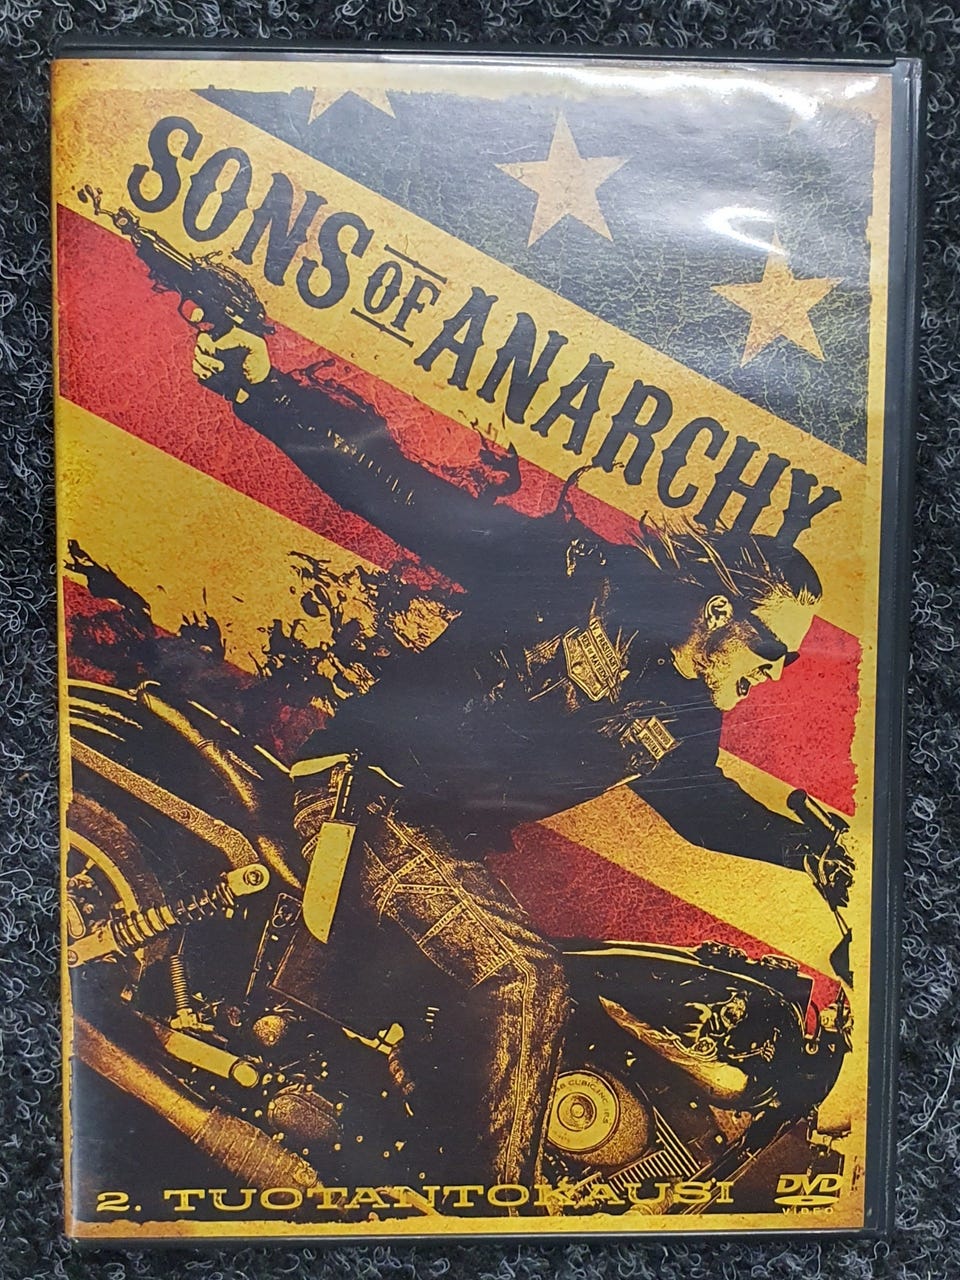 SONS OF ANARCHY
2. TUOTANTOKAUSI
DVD
VIDEO